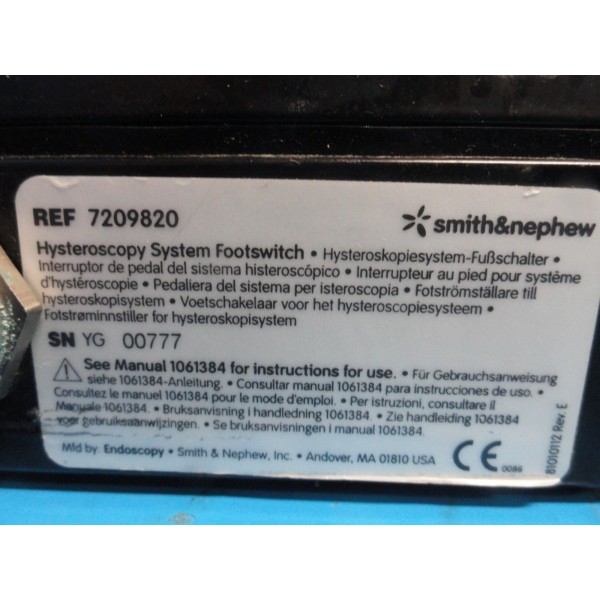 REF 7209820
smith&nephew
Hysteroscopy System Footswitch • Hysteroskopiesystem-Fußschalter •
Interruptor de pedal del sistema histeroscópico • Interrupteur au pied pour système
d'hystéroscopie • Pedaliera del sistema per isteroscopia • Fotströmställare till
hysteroskopisystem • Voetschakelaar voor het hysteroscopiesysteem •
Fotstrøminnstiller for hysteroskopisystem
SN YG 00777
See Manual 1061384 for instructions for use. • Für Gebrauchsanweisung
siehe 1061384-Anleitung. • Consultar manual 1061384 para instrucciones de uso. •
Consultez le manuel 1061384 pour le mode d'emploi. • Per istruzioni, consultare il
Manuale 1061384. • Bruksanvisning i handledning 1061384 • Zie handleiding 1061384
voor gebruiksaanwijzingen. • Se bruksanvisningen i manual 1061384.
Mfd by: Endoscopy • Smith & Nephew, Inc. • Andover, MA 01810 USA
CE 0086
81010112 Rev. E